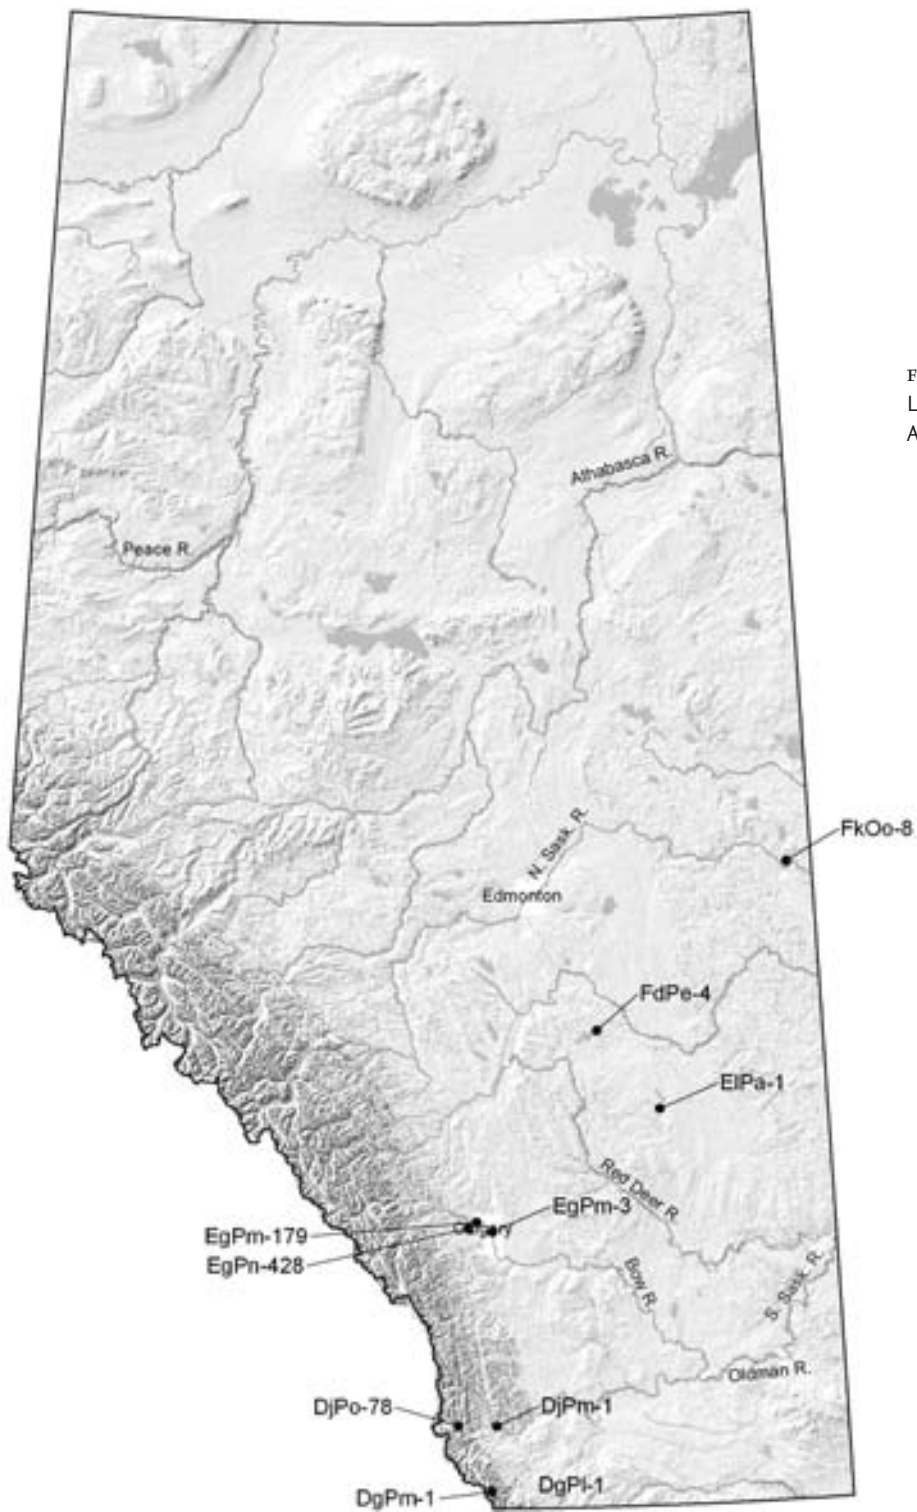 F
L
A
Athabasca R.
Peace R.
FkOo-8
N. Sask. R.
Edmonton
FdPe-4
ElPa-1
Red Deer R.
EgPm-3
EgPm-179
EgPn-428
Bow R.
S. Sask. R.
Oldman R.
DjPo-78
DjPm-1
DgPl-1
DgPm-1